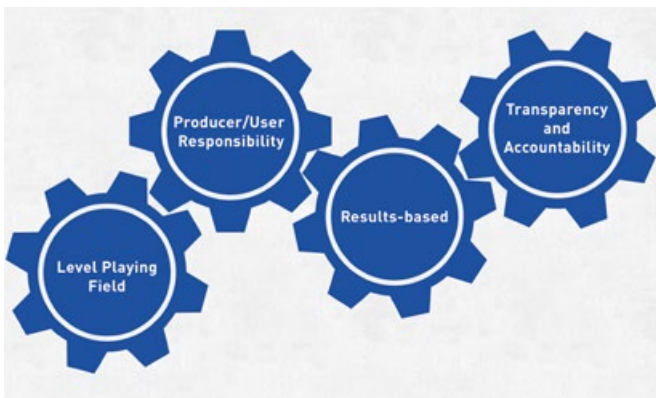 Producer/User
Responsibility
Transparency
and
Accountability
Results-based
Level Playing
Field